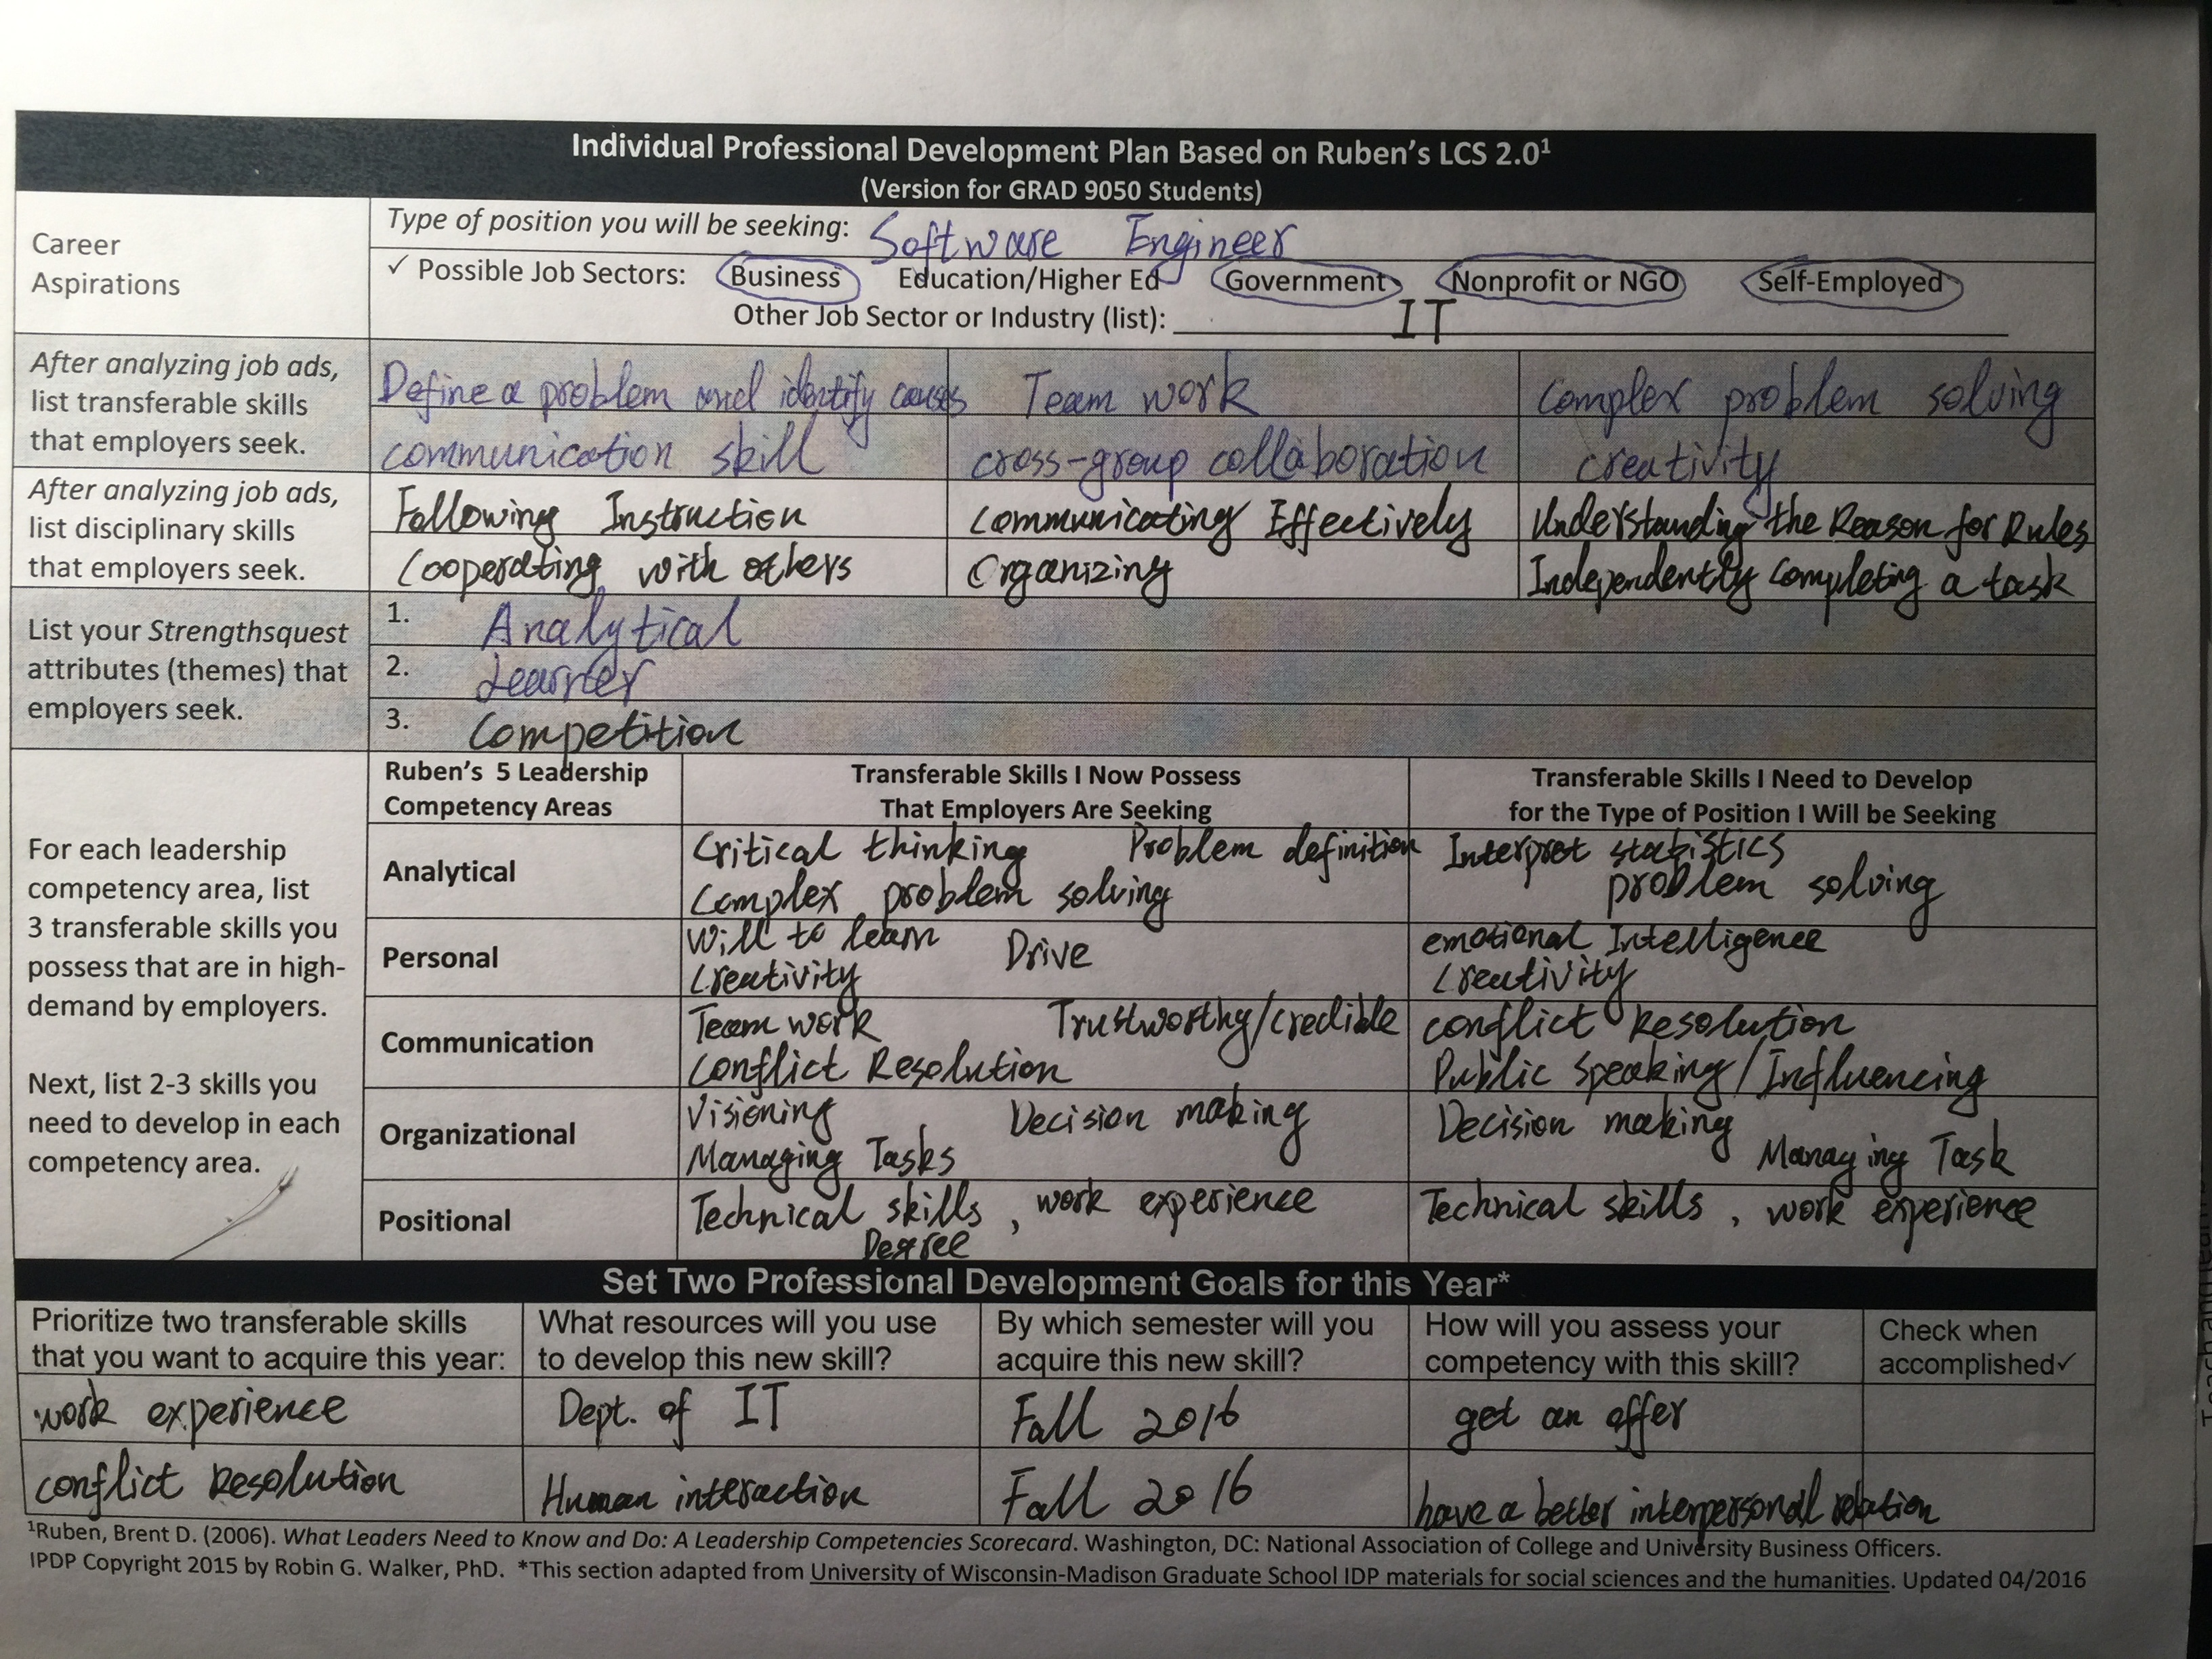 Individual Professional Development Plan Based on Ruben's LCS 2.0¹
(Version for GRAD 9050 Students)
Career
Aspirations
Type of position you will be seeking: Software Engineer
✓ Possible Job Sectors: Business Education/Higher Ed Government Nonprofit or NGO Self-Employed
Other Job Sector or Industry (list): IT
After analyzing job ads,
list transferable skills
that employers seek.
Define a problem and identify causes Team work Complex problem solving
communication skill cross-group collaboration creativity
After analyzing job ads,
list disciplinary skills
that employers seek.
Following Instruction Communicating Effectively Understanding the Reason for Rules
Cooperating with others Organizing Independently completing a task
List your Strengthsquest
attributes (themes) that
employers seek.
1. Analytical
2. Learner
3. Competition
For each leadership
competency area, list
3 transferable skills you
possess that are in high-
demand by employers.
Next, list 2-3 skills you
need to develop in each
competency area.
Ruben's 5 Leadership
Competency Areas
Transferable Skills I Now Possess
That Employers Are Seeking
Transferable Skills I Need to Develop
for the Type of Position I Will be Seeking
Analytical
Critical thinking Problem definition
Complex problem solving
Interpret statistics
problem solving
Personal
Will to learn Drive
Creativity
emotional Intelligence
Creativity
Communication
Team work Trustworthy/credible
Conflict Resolution
conflict Resolution
Public Speaking/Influencing
Organizational
Visioning Decision making
Managing Tasks
Decision making
Managing Task
Positional
Technical skills, work experience
Degree
Technical skills, work experience
Set Two Professional Development Goals for this Year*
Prioritize two transferable skills
that you want to acquire this year:
What resources will you use
to develop this new skill?
By which semester will you
acquire this new skill?
How will you assess your
competency with this skill?
Check when
accomplished✓
work experience Dept. of IT Fall 2016 get an offer
conflict Resolution Human interaction Fall 2016 have a better interpersonal relation
¹Ruben, Brent D. (2006). What Leaders Need to Know and Do: A Leadership Competencies Scorecard. Washington, DC: National Association of College and University Business Officers.
IPDP Copyright 2015 by Robin G. Walker, PhD. *This section adapted from University of Wisconsin-Madison Graduate School IDP materials for social sciences and the humanities. Updated 04/2016